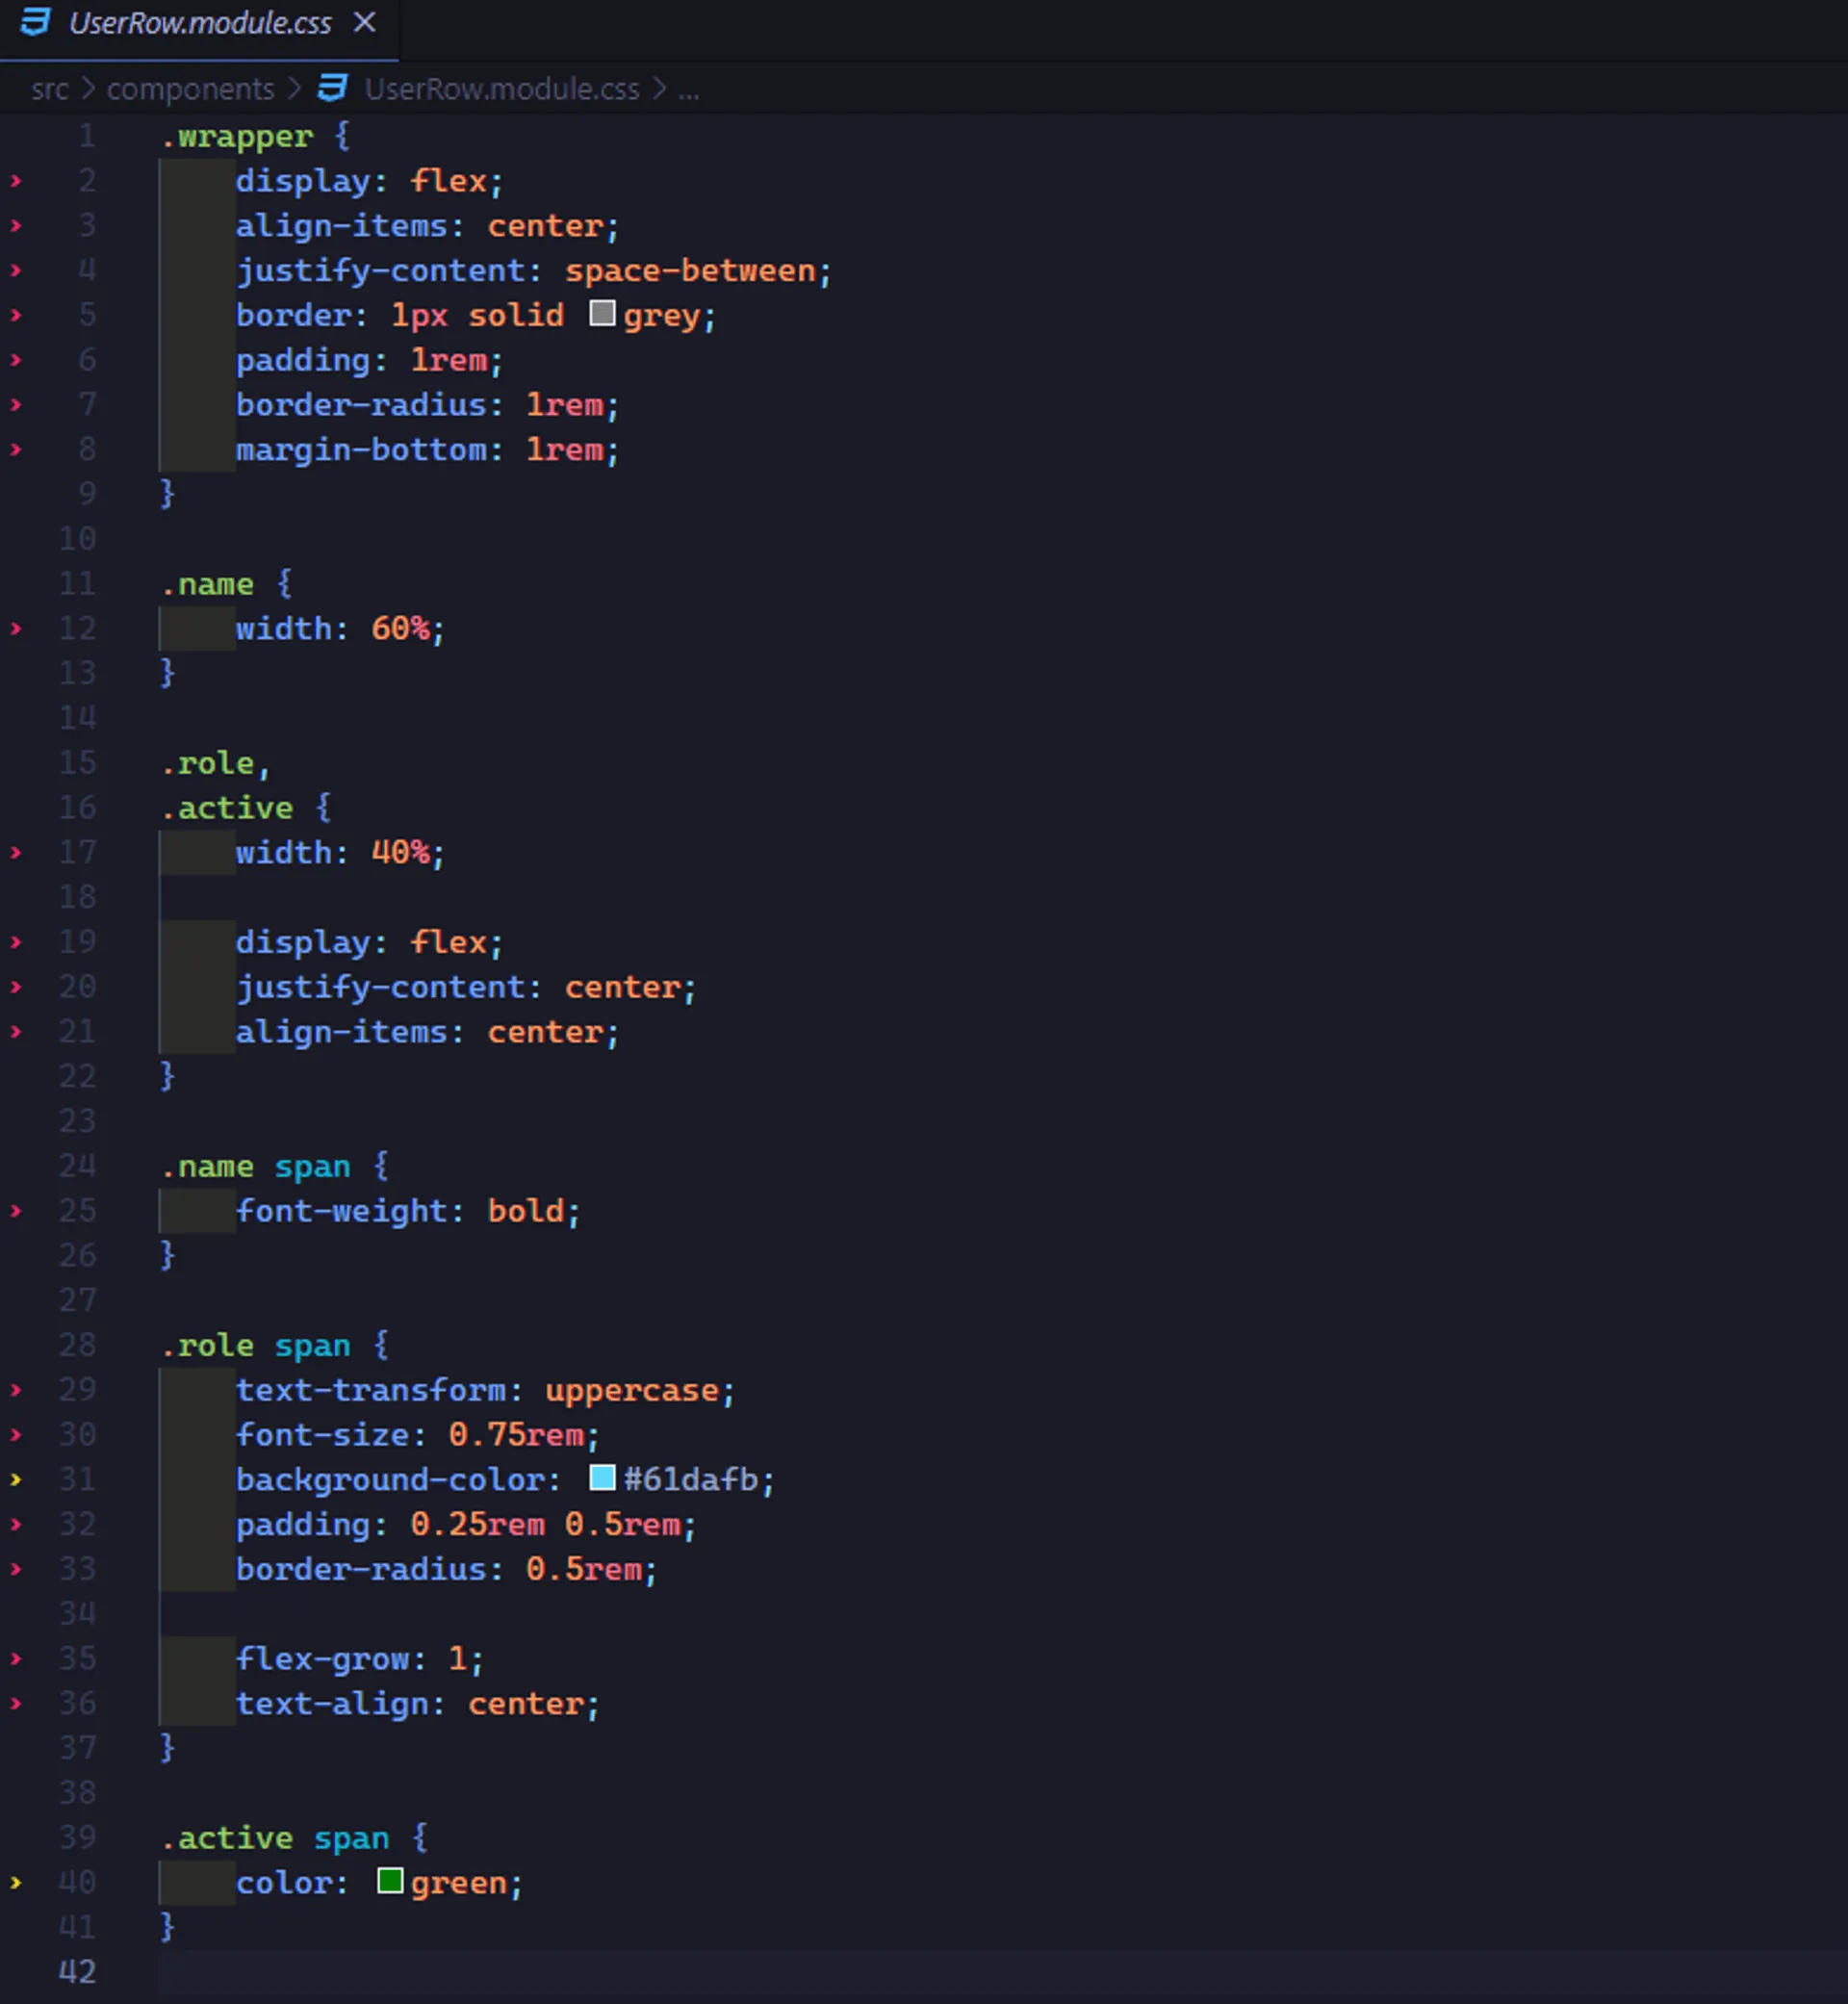 UserRow.module.css ×
src > components > UserRow.module.css > ...
1 .wrapper {
2     display: flex;
3     align-items: center;
4     justify-content: space-between;
5     border: 1px solid grey;
6     padding: 1rem;
7     border-radius: 1rem;
8     margin-bottom: 1rem;
9 }
10
11 .name {
12     width: 60%;
13 }
14
15 .role,
16 .active {
17     width: 40%;
18
19     display: flex;
20     justify-content: center;
21     align-items: center;
22 }
23
24 .name span {
25     font-weight: bold;
26 }
27
28 .role span {
29     text-transform: uppercase;
30     font-size: 0.75rem;
31     background-color: #61dafb;
32     padding: 0.25rem 0.5rem;
33     border-radius: 0.5rem;
34
35     flex-grow: 1;
36     text-align: center;
37 }
38
39 .active span {
40     color: green;
41 }
42